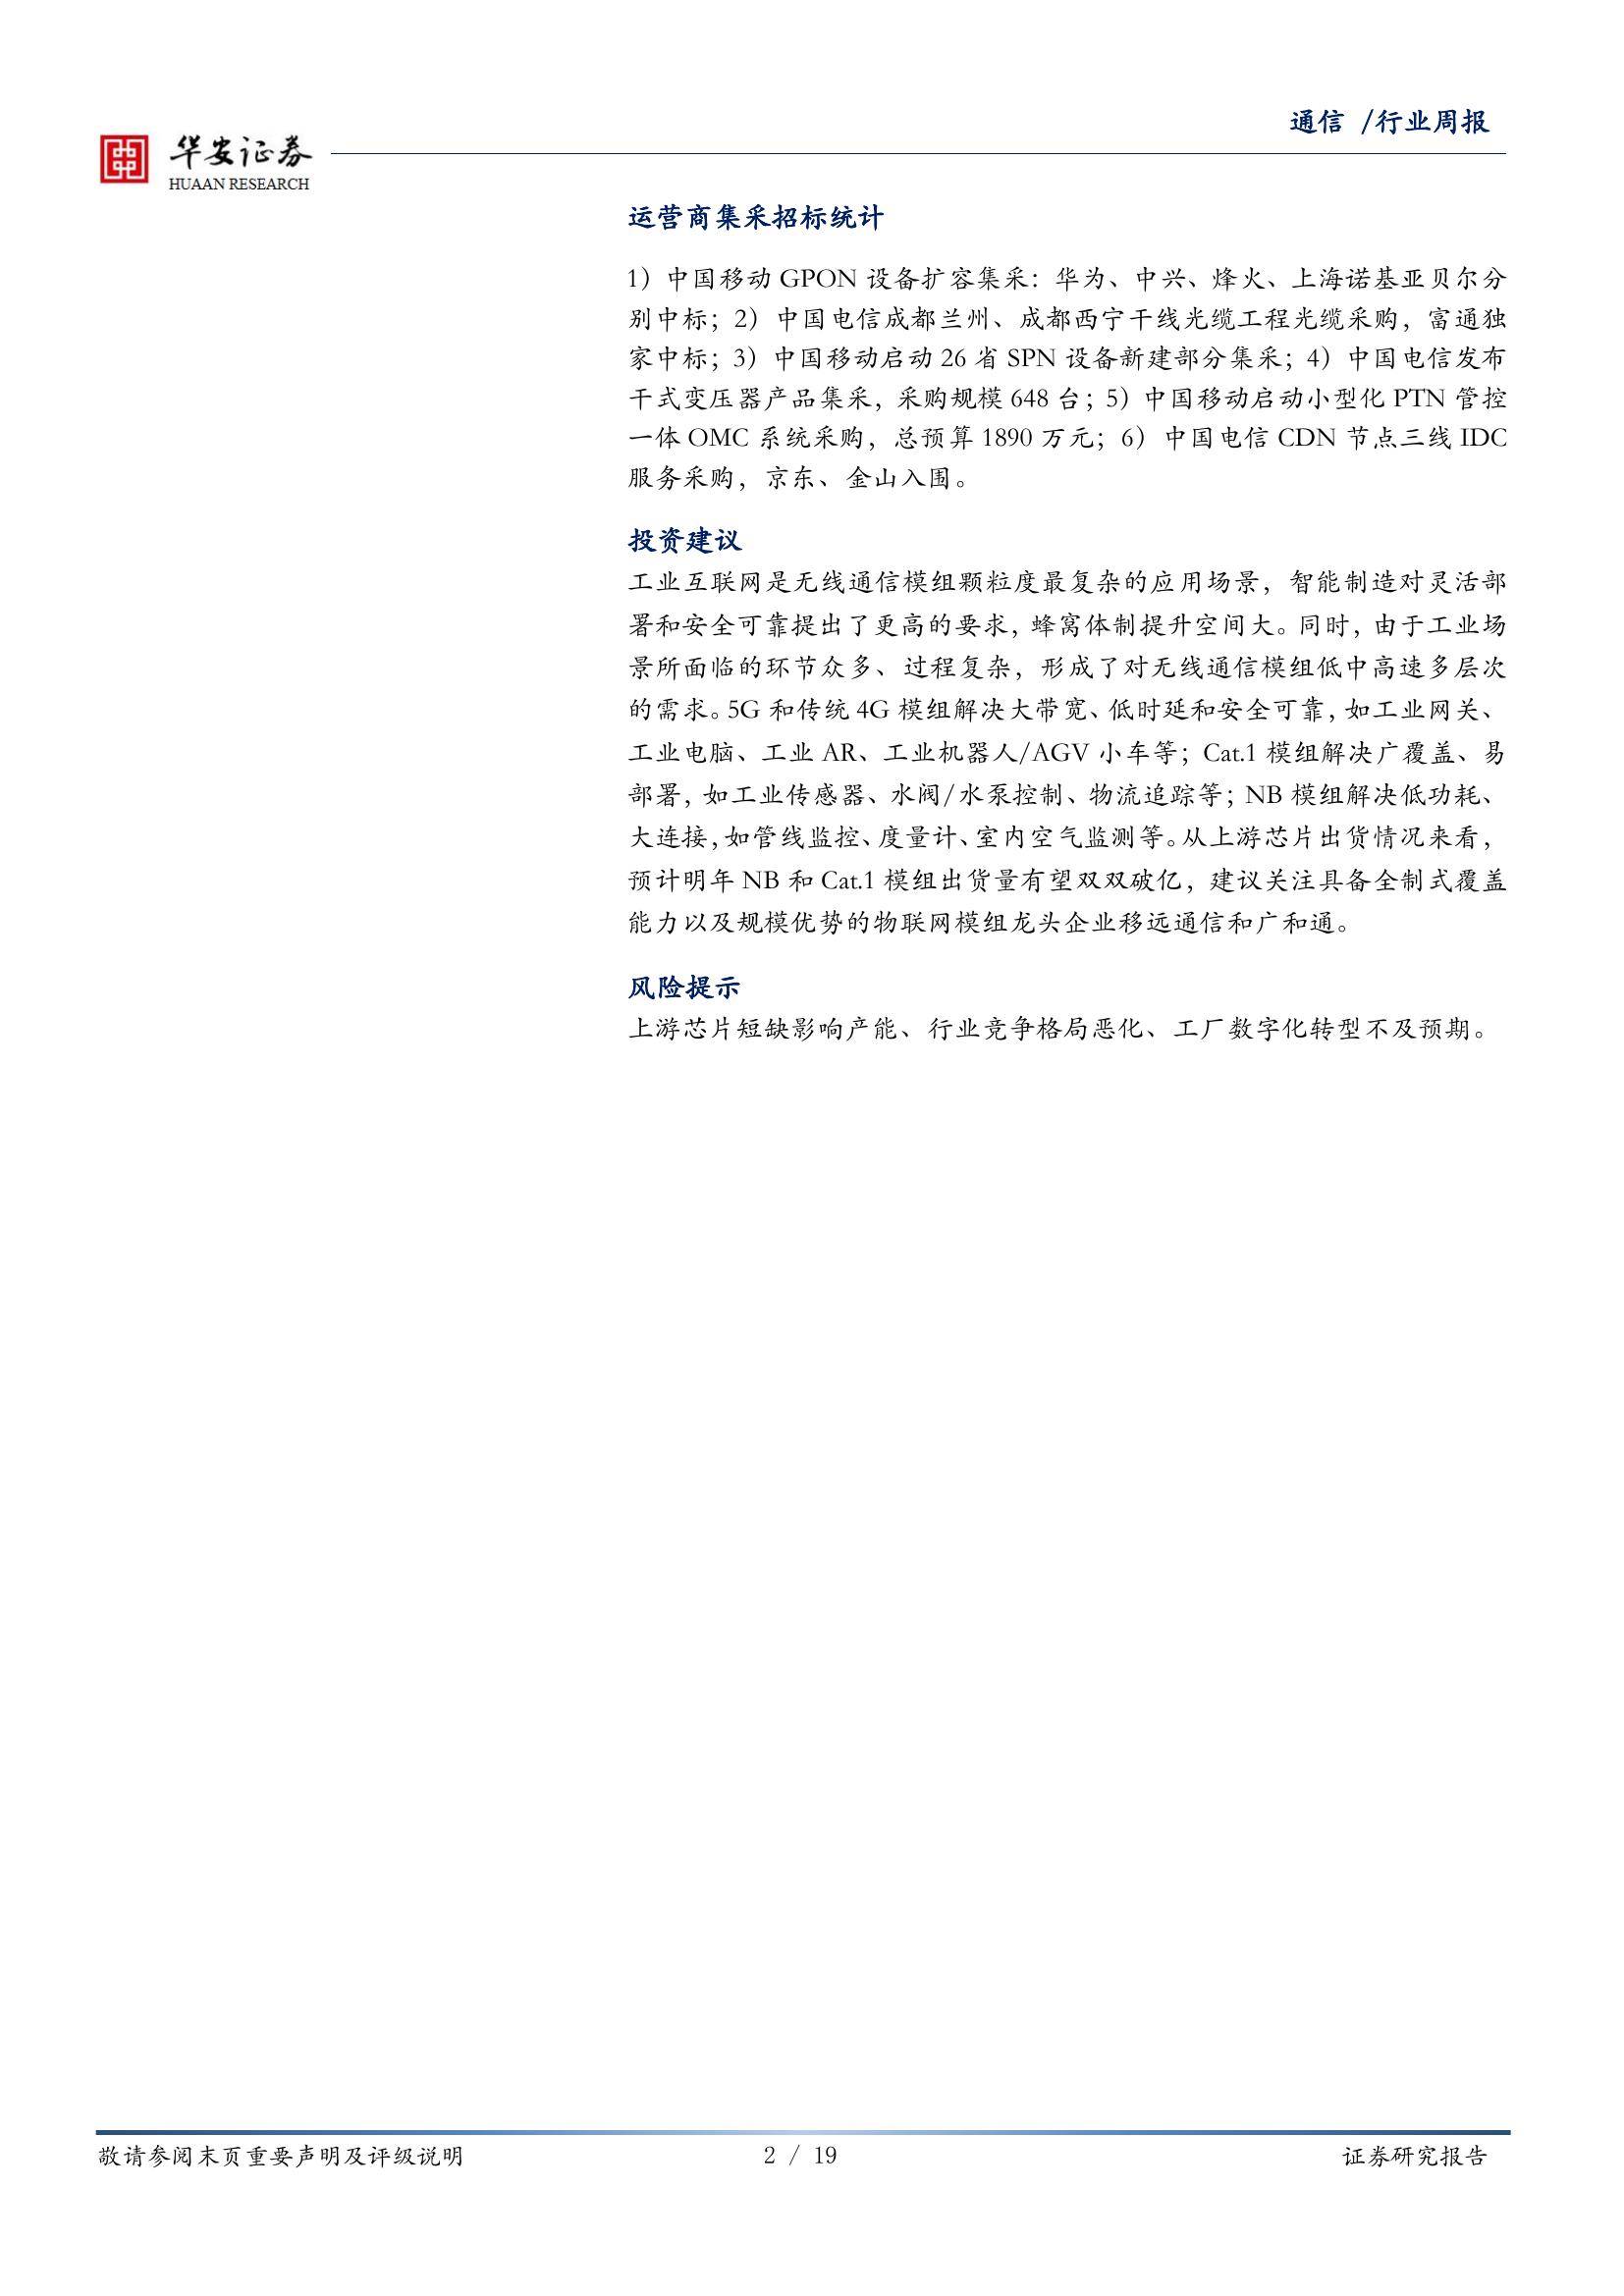 通信 /行业周报
华安证券
HUAAN RESEARCH
运营商集采招标统计
1）中国移动 GPON 设备扩容集采：华为、中兴、烽火、上海诺基亚贝尔分
别中标；2）中国电信成都兰州、成都西宁干线光缆工程光缆采购，富通独
家中标；3）中国移动启动 26 省 SPN 设备新建部分集采；4）中国电信发布
干式变压器产品集采，采购规模 648 台；5）中国移动启动小型化 PTN 管控
一体 OMC 系统采购，总预算 1890 万元；6）中国电信 CDN 节点三线 IDC
服务采购，京东、金山入围。
投资建议
工业互联网是无线通信模组颗粒度最复杂的应用场景，智能制造对灵活部
署和安全可靠提出了更高的要求，蜂窝体制提升空间大。同时，由于工业场
景所面临的环节众多、过程复杂，形成了对无线通信模组低中高速多层次
的需求。5G 和传统 4G 模组解决大带宽、低时延和安全可靠，如工业网关、
工业电脑、工业 AR、工业机器人/AGV 小车等；Cat.1 模组解决广覆盖、易
部署，如工业传感器、水阀/水泵控制、物流追踪等；NB 模组解决低功耗、
大连接，如管线监控、度量计、室内空气监测等。从上游芯片出货情况来看，
预计明年 NB 和 Cat.1 模组出货量有望双双破亿，建议关注具备全制式覆盖
能力以及规模优势的物联网模组龙头企业移远通信和广和通。
风险提示
上游芯片短缺影响产能、行业竞争格局恶化、工厂数字化转型不及预期。
敬请参阅末页重要声明及评级说明
2 / 19
证券研究报告